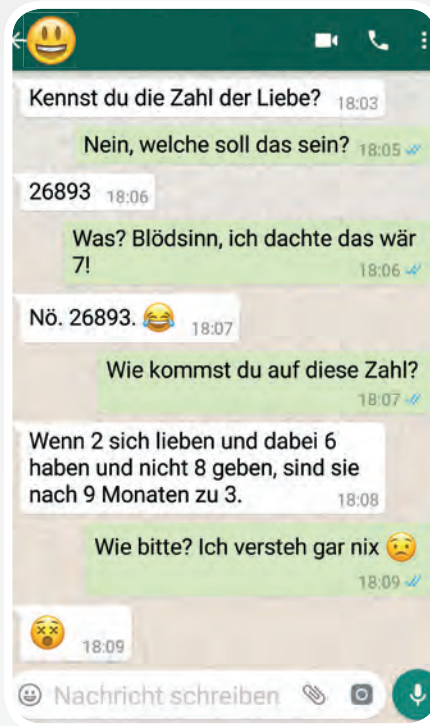 Kennst du die Zahl der Liebe? 18:03
Nein, welche soll das sein? 18:05
26893 18:06
Was? Blödsinn, ich dachte das wär
7! 18:06
Nö. 26893. 😂 18:07
Wie kommst du auf diese Zahl?
18:07
Wenn 2 sich lieben und dabei 6
haben und nicht 8 geben, sind sie
nach 9 Monaten zu 3. 18:08
Wie bitte? Ich versteh gar nix 😟
18:09
😵 18:09
Nachricht schreiben